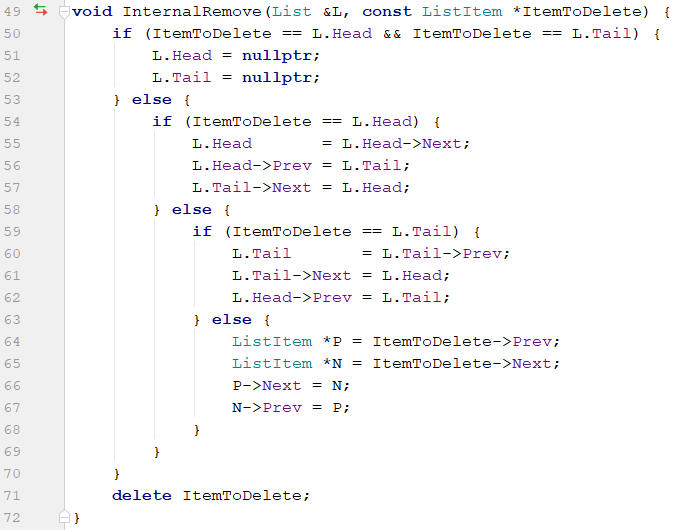 49 void InternalRemove(List &L, const ListItem *ItemToDelete) {
50     if (ItemToDelete == L.Head && ItemToDelete == L.Tail) {
51         L.Head = nullptr;
52         L.Tail = nullptr;
53     } else {
54         if (ItemToDelete == L.Head) {
55             L.Head       = L.Head->Next;
56             L.Head->Prev = L.Tail;
57             L.Tail->Next = L.Head;
58         } else {
59             if (ItemToDelete == L.Tail) {
60                 L.Tail       = L.Tail->Prev;
61                 L.Tail->Next = L.Head;
62                 L.Head->Prev = L.Tail;
63             } else {
64                 ListItem *P = ItemToDelete->Prev;
65                 ListItem *N = ItemToDelete->Next;
66                 P->Next = N;
67                 N->Prev = P;
68             }
69         }
70     }
71     delete ItemToDelete;
72 }